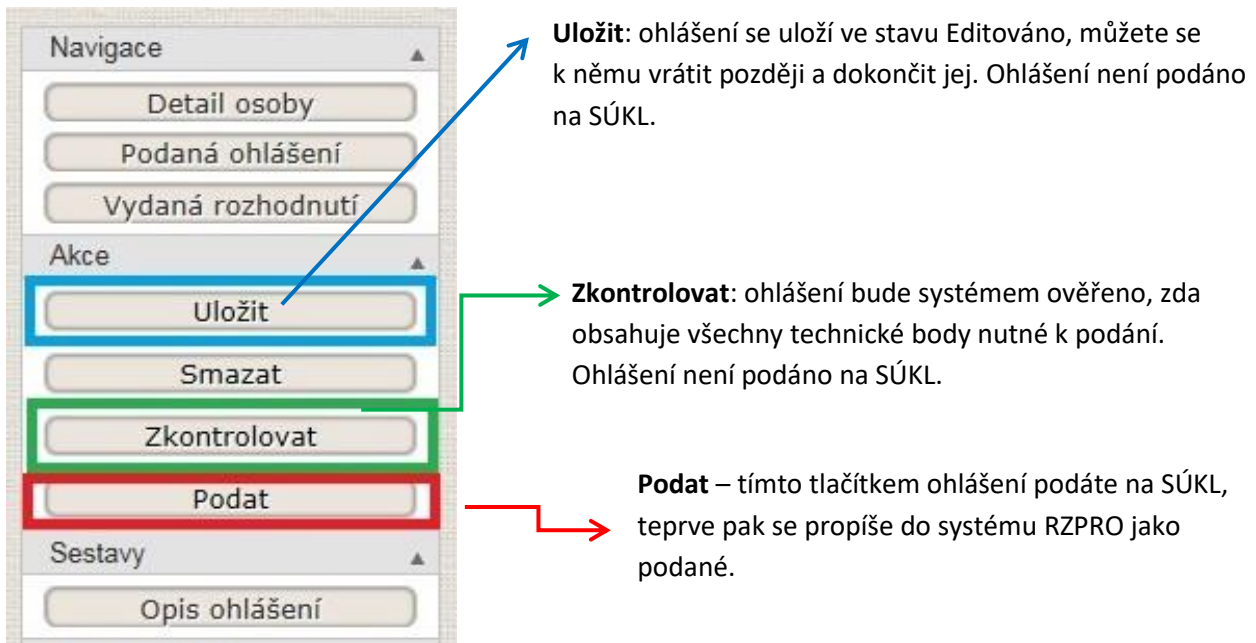 Navigace
Detail osoby
Podaná ohlášení
Vydaná rozhodnutí
Akce
Uložit
Smazat
Zkontrolovat
Podat
Sestavy
Opis ohlášení
Uložit: ohlášení se uloží ve stavu Editováno, můžete se
k němu vrátit později a dokončit jej. Ohlášení není podáno
na SÚKL.
Zkontrolovat: ohlášení bude systémem ověřeno, zda
obsahuje všechny technické body nutné k podání.
Ohlášení není podáno na SÚKL.
Podat – tímto tlačítkem ohlášení podáte na SÚKL,
teprve pak se propíše do systému RZPRO jako
podané.